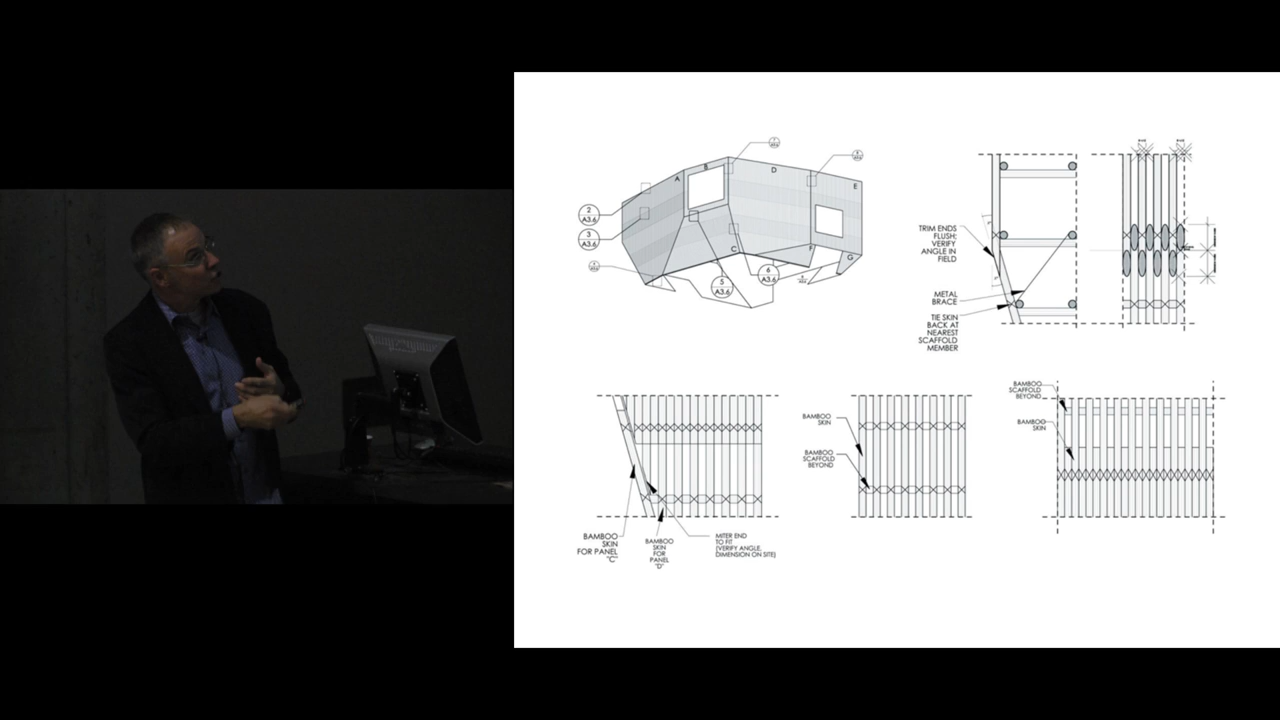 A
B
D
E
C
F
G
2
A3.6
3
A3.6
5
A3.6
6
A3.6
TRIM ENDS
FLUSH;
VERIFY
ANGLE IN
FIELD
METAL
BRACE
TIE SKIN
BACK AT
NEAREST
SCAFFOLD
MEMBER
BAMBOO
SKIN
FOR PANEL
"C"
BAMBOO
SKIN
FOR
PANEL
"D"
MITER END
TO FIT
(VERIFY ANGLE,
DIMENSION ON SITE)
BAMBOO
SKIN
BAMBOO
SCAFFOLD
BEYOND
BAMBOO
SCAFFOLD
BEYOND
BAMBOO
SKIN